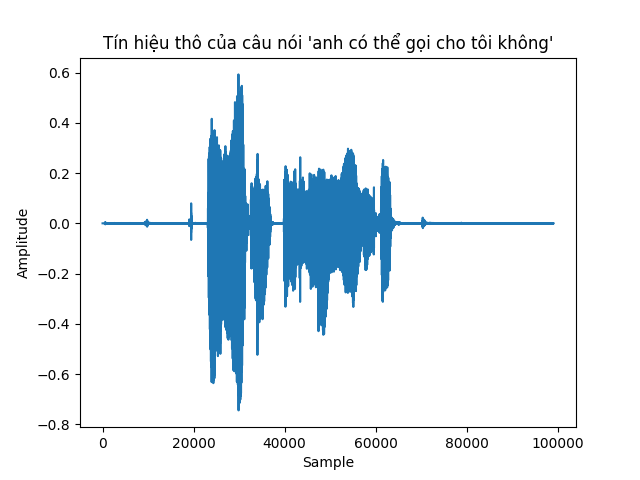 Tín hiệu thô của câu nói 'anh có thể gọi cho tôi không'
0.6
0.4
0.2
0.0
−0.2
−0.4
−0.6
−0.8
Amplitude
0 20000 40000 60000 80000 100000
Sample